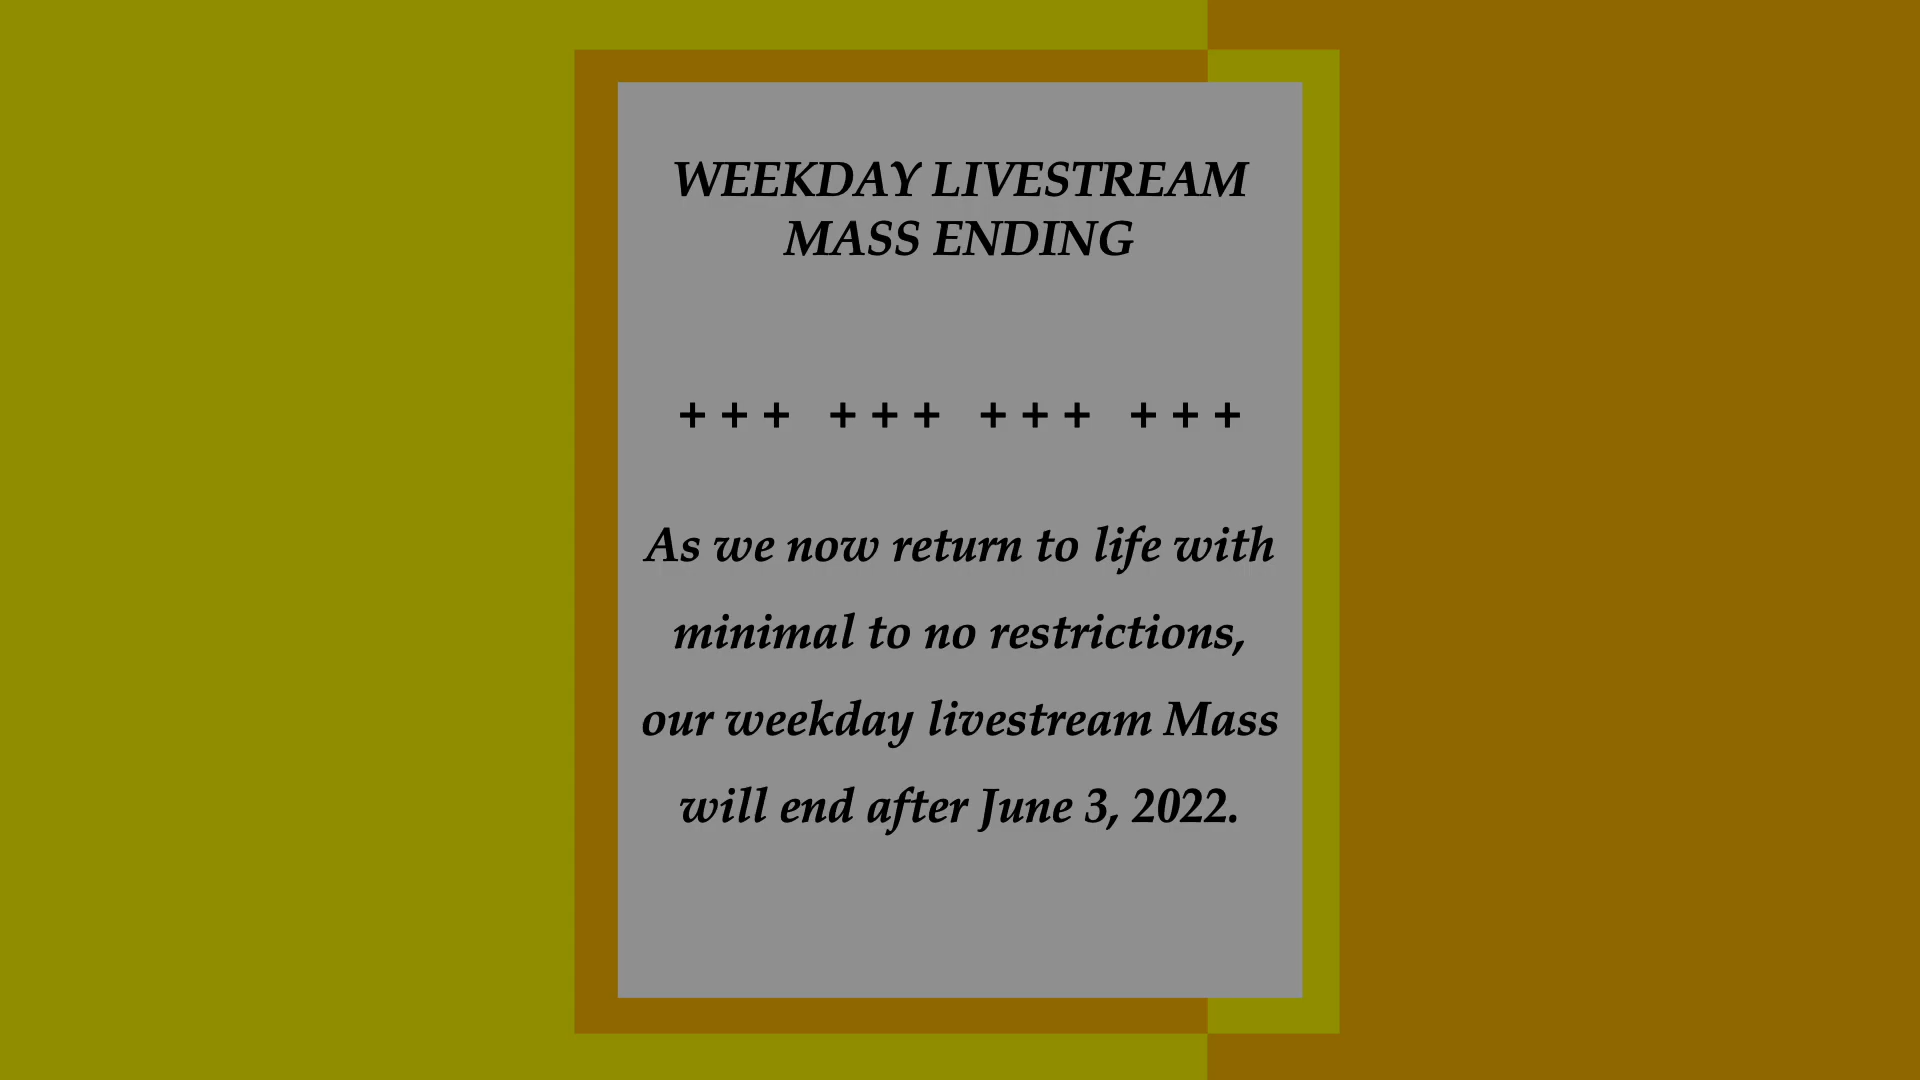 WEEKDAY LIVESTREAM
MASS ENDING
+ + + + + + + + + + + +
As we now return to life with
minimal to no restrictions,
our weekday livestream Mass
will end after June 3, 2022.